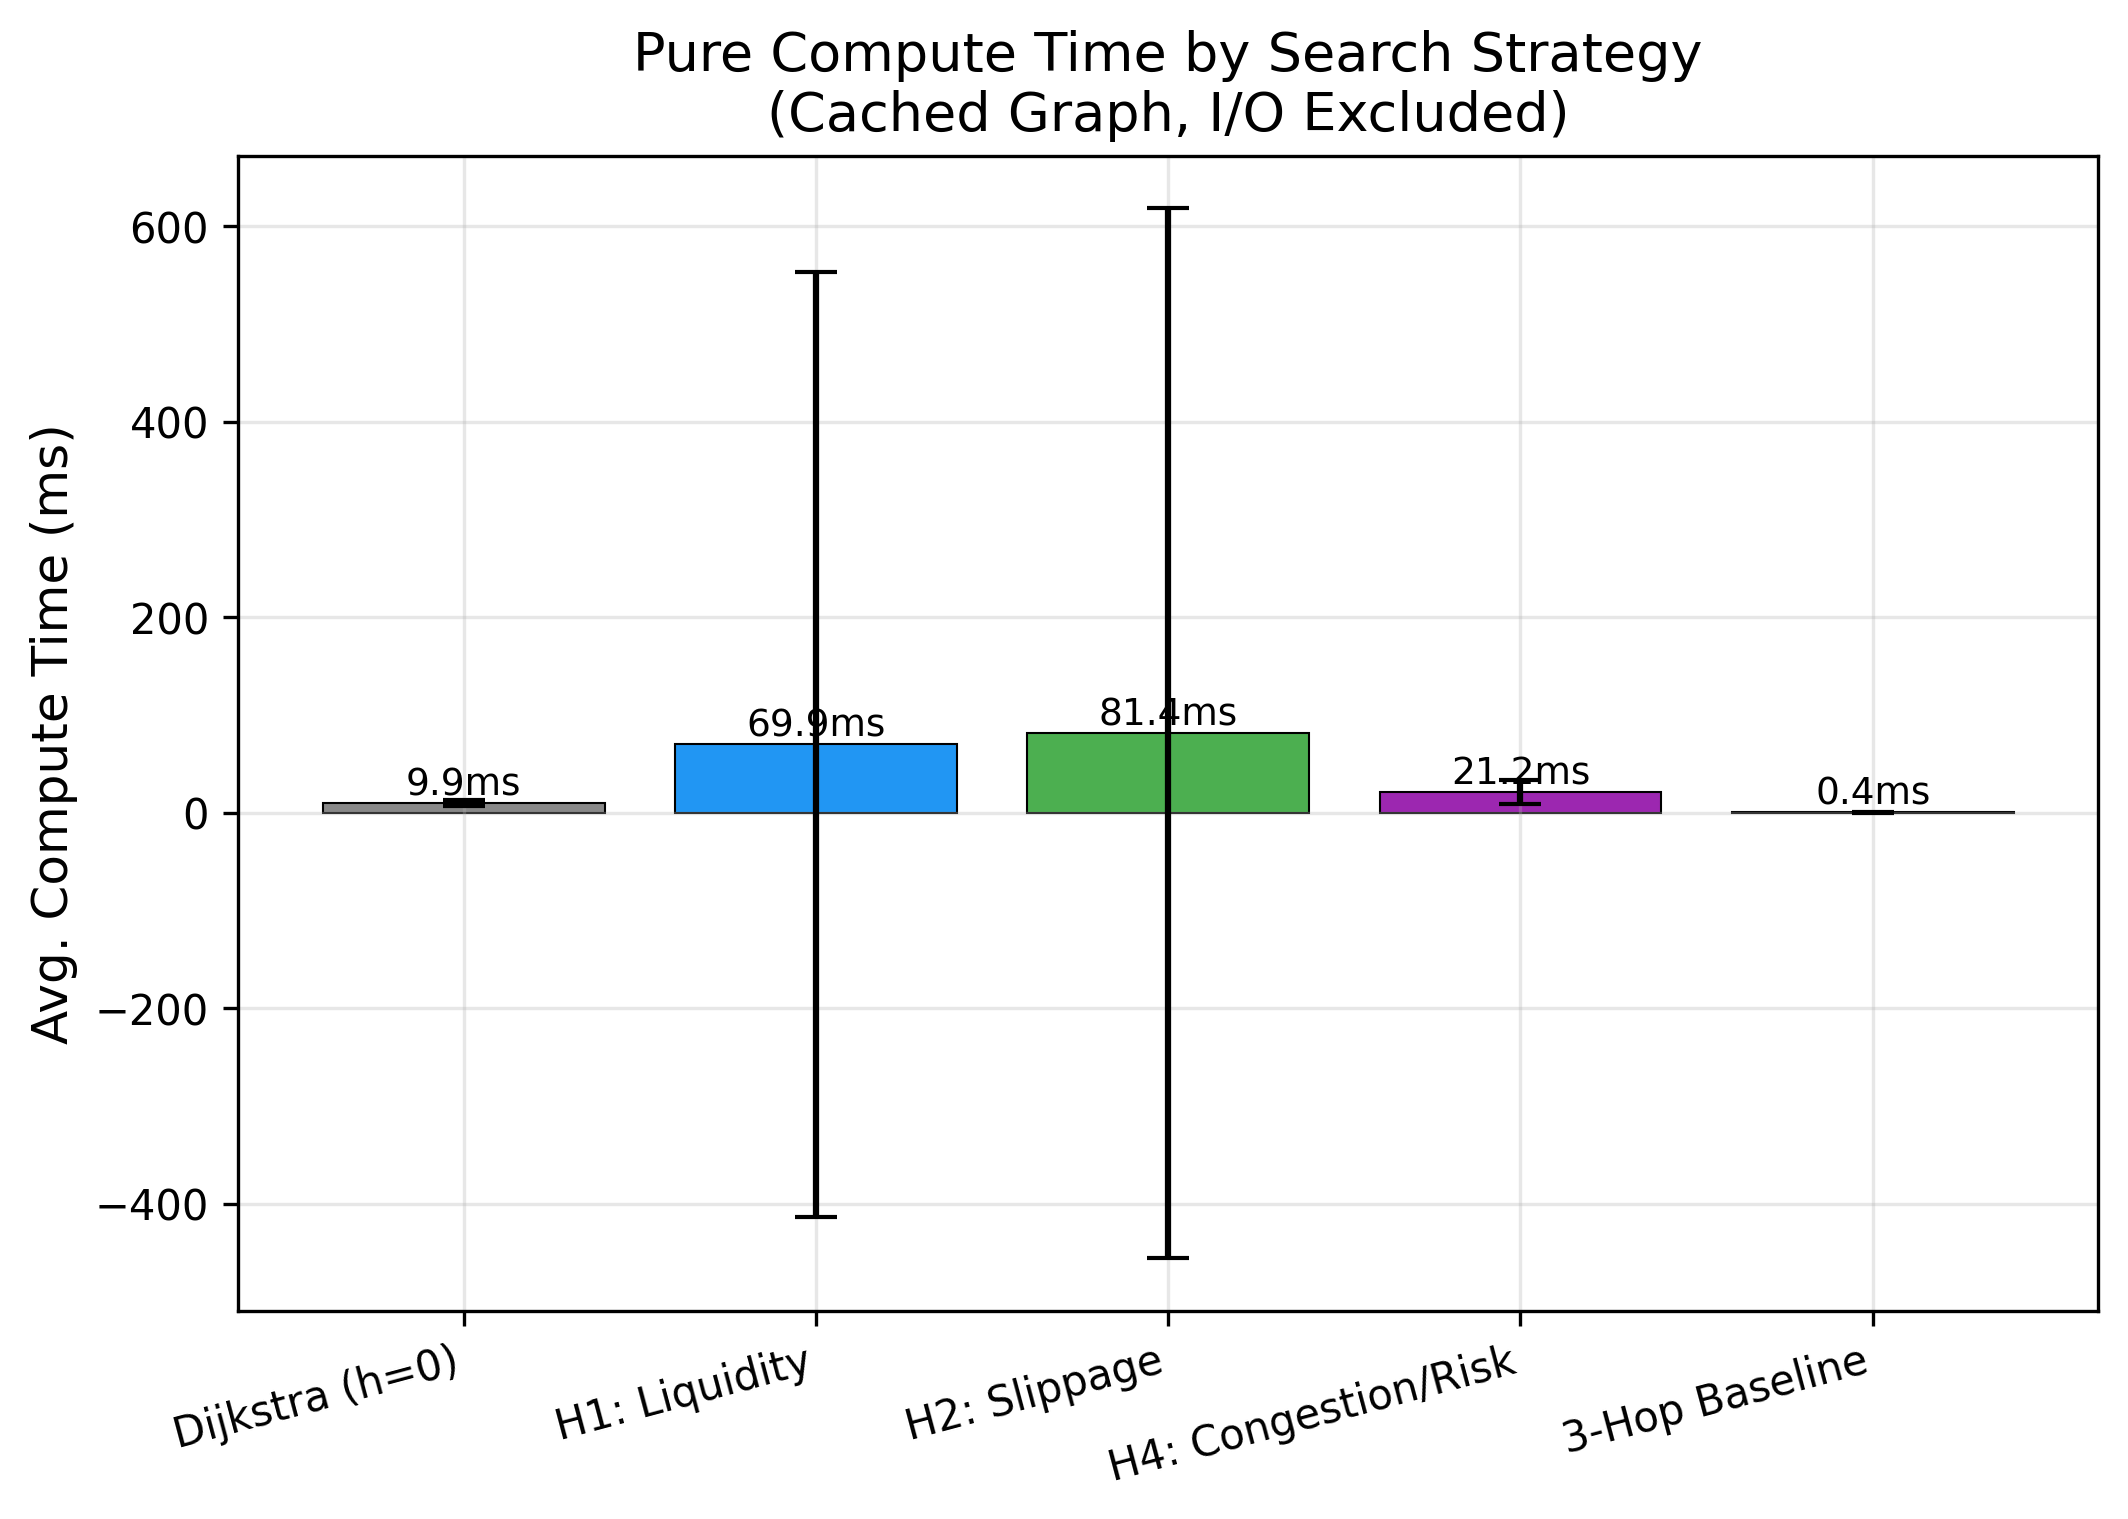 Pure Compute Time by Search Strategy
(Cached Graph, I/O Excluded)
Avg. Compute Time (ms)
600
400
200
0
−200
−400
9.9ms
69.9ms
81.4ms
21.2ms
0.4ms
Dijkstra (h=0)
H1: Liquidity
H2: Slippage
H4: Congestion/Risk
3-Hop Baseline